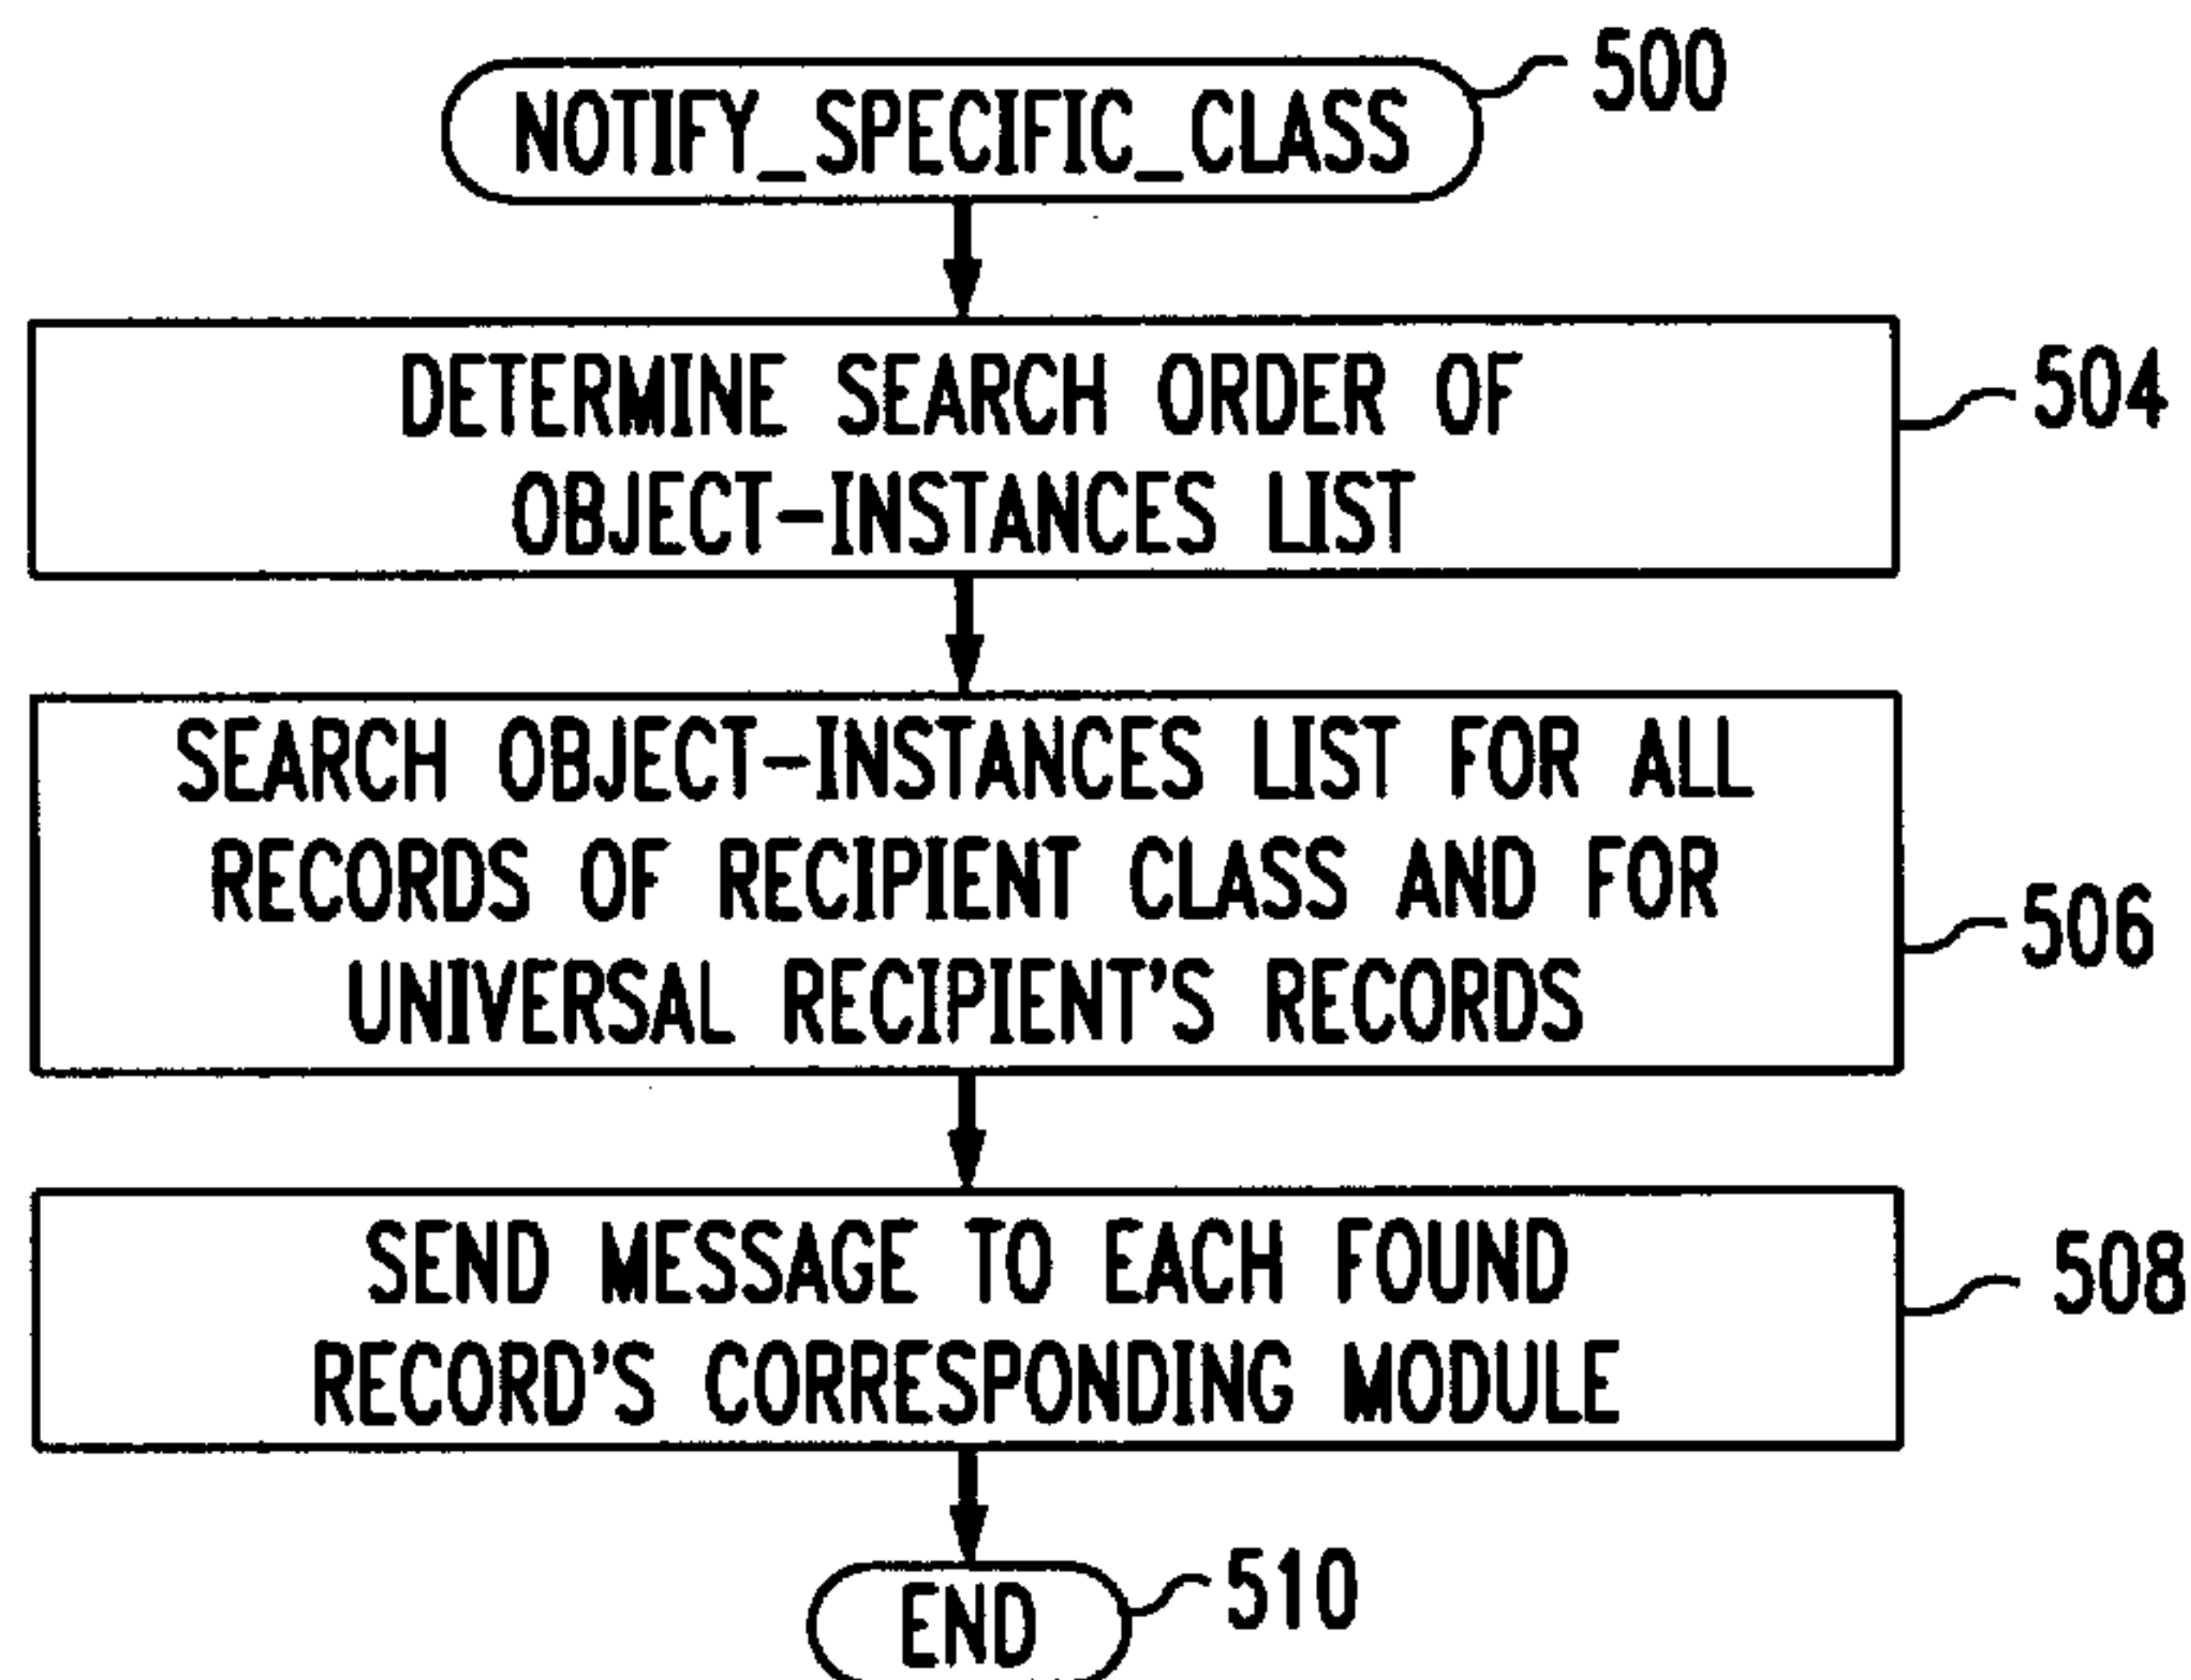 NOTIFY_SPECIFIC_CLASS
500
DETERMINE SEARCH ORDER OF
OBJECT-INSTANCES LIST
504
SEARCH OBJECT-INSTANCES LIST FOR ALL
RECORDS OF RECIPIENT CLASS AND FOR
UNIVERSAL RECIPIENT'S RECORDS
506
SEND MESSAGE TO EACH FOUND
RECORD'S CORRESPONDING MODULE
508
END
510